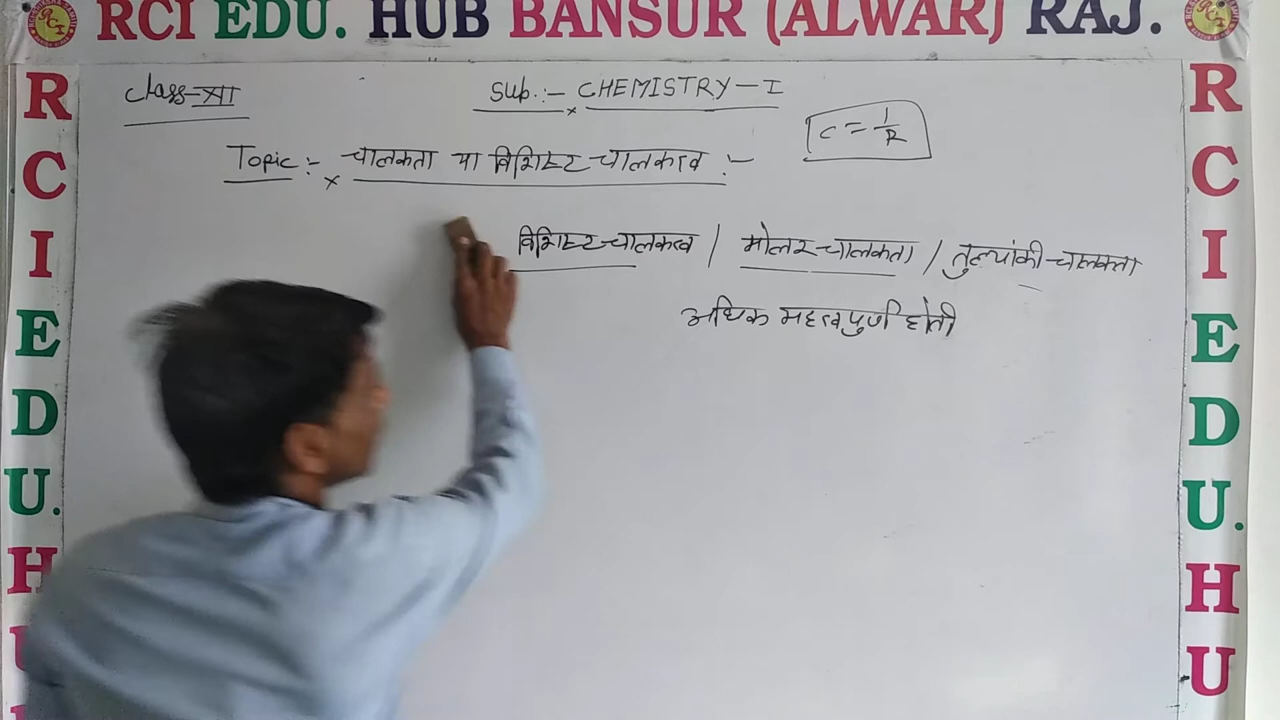 RCI EDU. HUB BANSUR (ALWAR) RAJ.
Class-XII
Sub.:- CHEMISTRY-I
C = 1/R
Topic:- चालकता या विशिष्ट चालकत्व :-
विशिष्ट-चालकत्व / मोलर-चालकता / तुल्यांकी-चालकता
अधिक महत्वपुर्ण होती
R
C
I
E
D
U.
H
U
R
C
I
E
D
U.
H
U